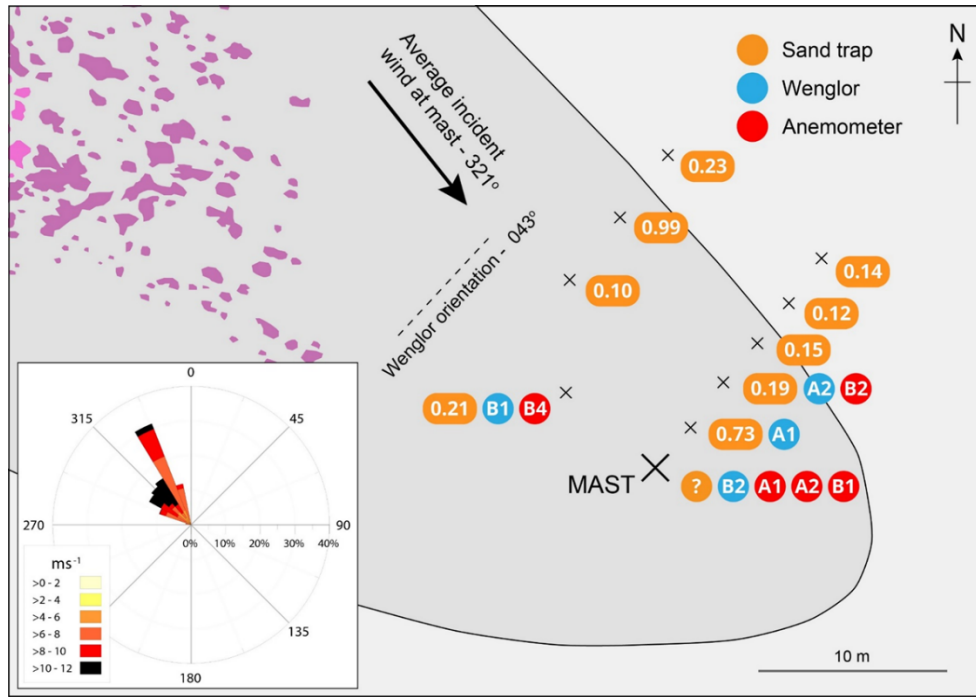 Average incident
wind at mast - 321º
Sand trap
Wenglor
Anemometer
N
0.23
0.99
0.14
0.10
0.12
Wenglor orientation - 043º
0.15
0.19 A2 B2
0.21 B1 B4
0.73 A1
MAST
? B2 A1 A2 B1
0
315
45
270
90
0% 10% 20% 30% 40%
135
180
ms⁻¹
>0 - 2
>2 - 4
>4 - 6
>6 - 8
>8 - 10
>10 - 12
10 m